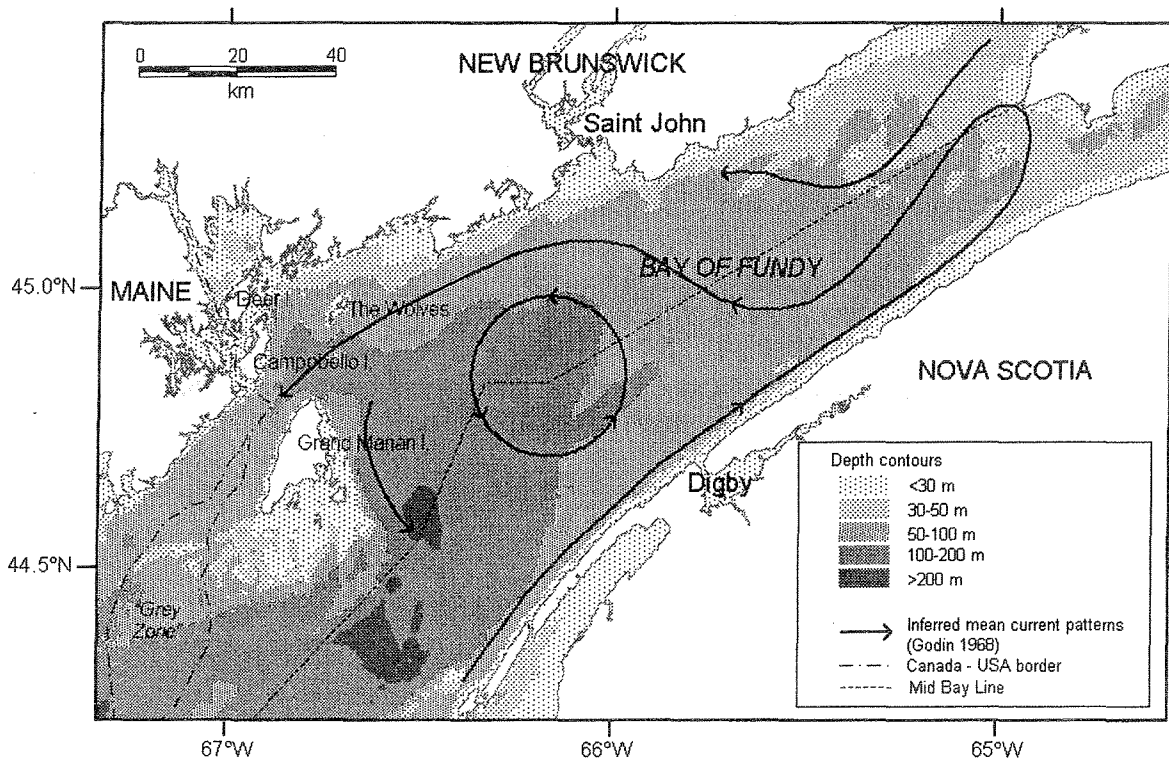 0 20 40
km
NEW BRUNSWICK
Saint John
BAY OF FUNDY
45.0°N
MAINE
Deer I.
The Wolves
Campobello I.
NOVA SCOTIA
Grand Manan I.
Digby
44.5°N
"Grey
Zone"
Depth contours
<30 m
30-50 m
50-100 m
100-200 m
>200 m
Inferred mean current patterns
(Godin 1968)
Canada - USA border
Mid Bay Line
67°W 66°W 65°W